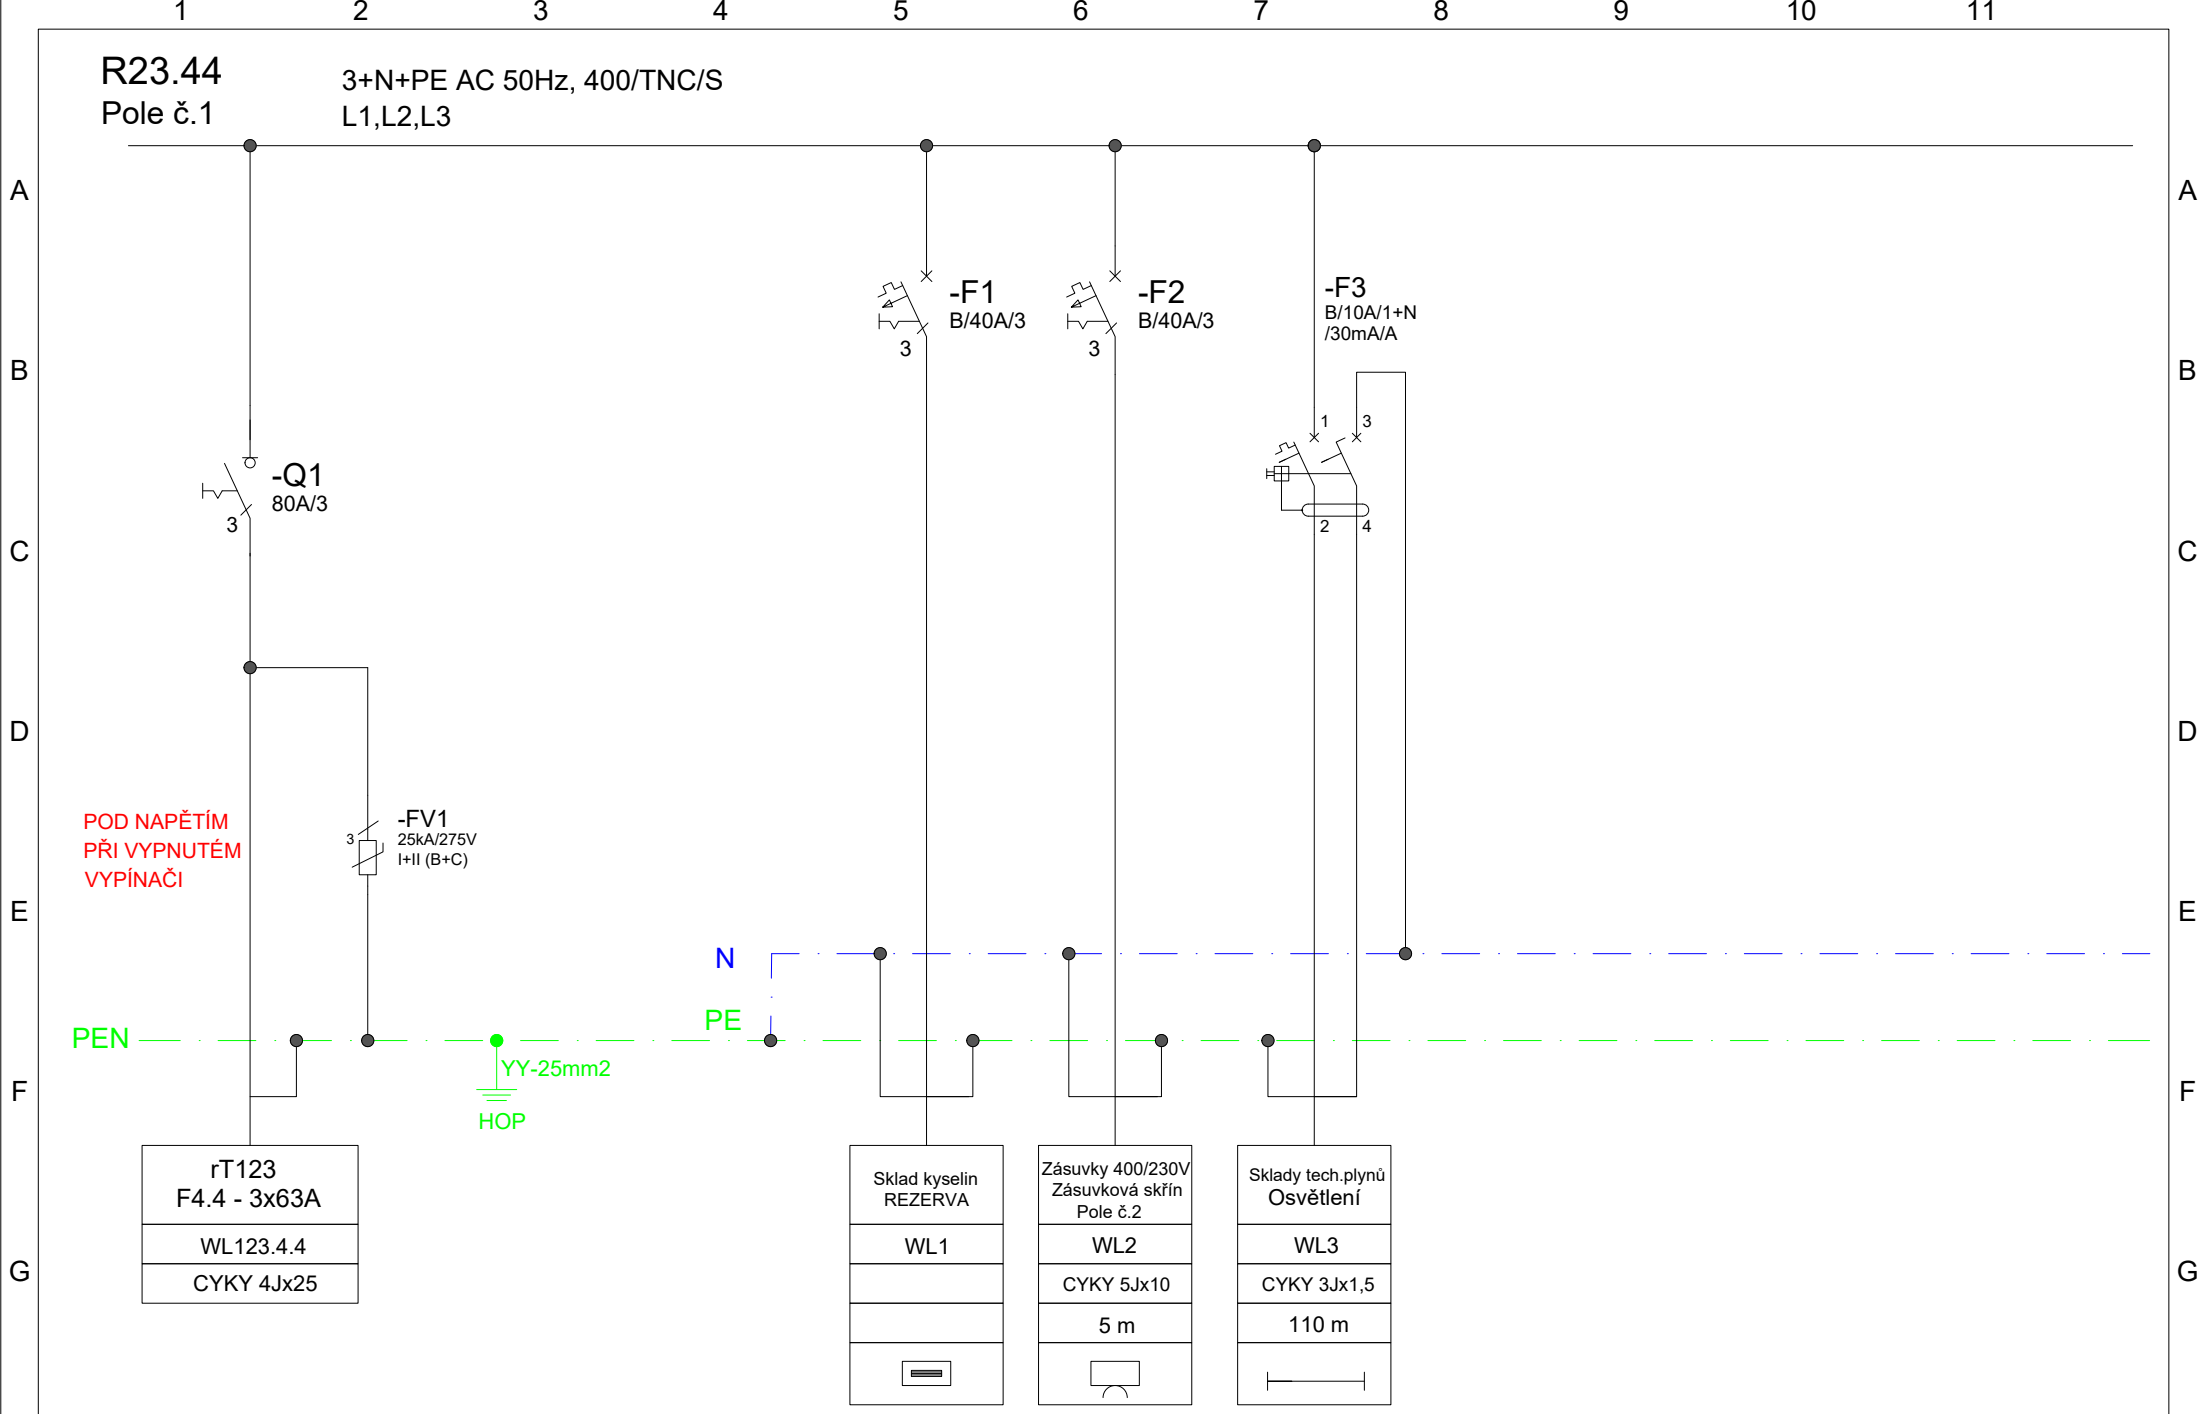 1 2 3 4 5 6 7 8 9 10 11
R23.44
Pole č.1
3+N+PE AC 50Hz, 400/TNC/S
L1,L2,L3
A A
-F1
B/40A/3
3
-F2
B/40A/3
3
-F3
B/10A/1+N
/30mA/A
B B
1 3
-Q1
80A/3
3
2 4
C C
D D
POD NAPĚTÍM
PŘI VYPNUTÉM
VYPÍNAČI
-FV1
25kA/275V
I+II (B+C)
3
E E
N
PE
PEN
YY-25mm2
HOP
F F
rT123
F4.4 - 3x63A
WL123.4.4
CYKY 4Jx25
Sklad kyselin
REZERVA
WL1
Zásuvky 400/230V
Zásuvková skřín
Pole č.2
WL2
CYKY 5Jx10
5 m
Sklady tech.plynů
Osvětlení
WL3
CYKY 3Jx1,5
110 m
G G